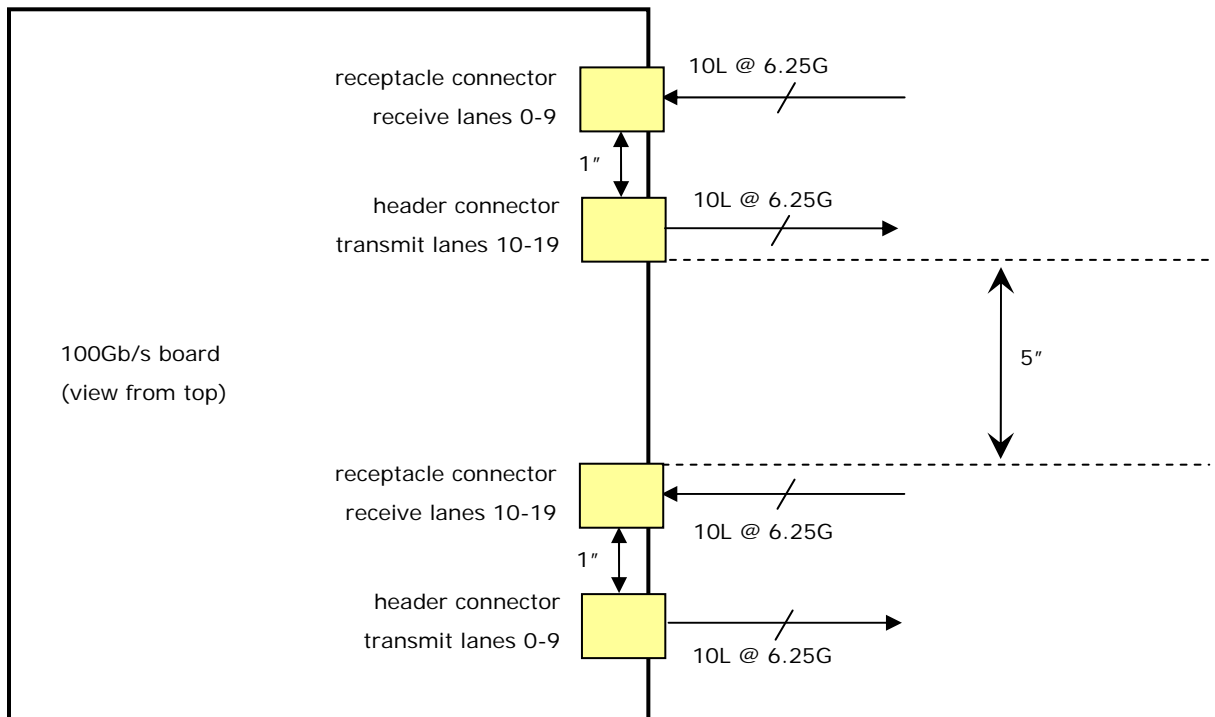 receptacle connector
receive lanes 0-9
10L @ 6.25G
1″
header connector
transmit lanes 10-19
10L @ 6.25G
100Gb/s board
(view from top)
5″
receptacle connector
receive lanes 10-19
10L @ 6.25G
1″
header connector
transmit lanes 0-9
10L @ 6.25G